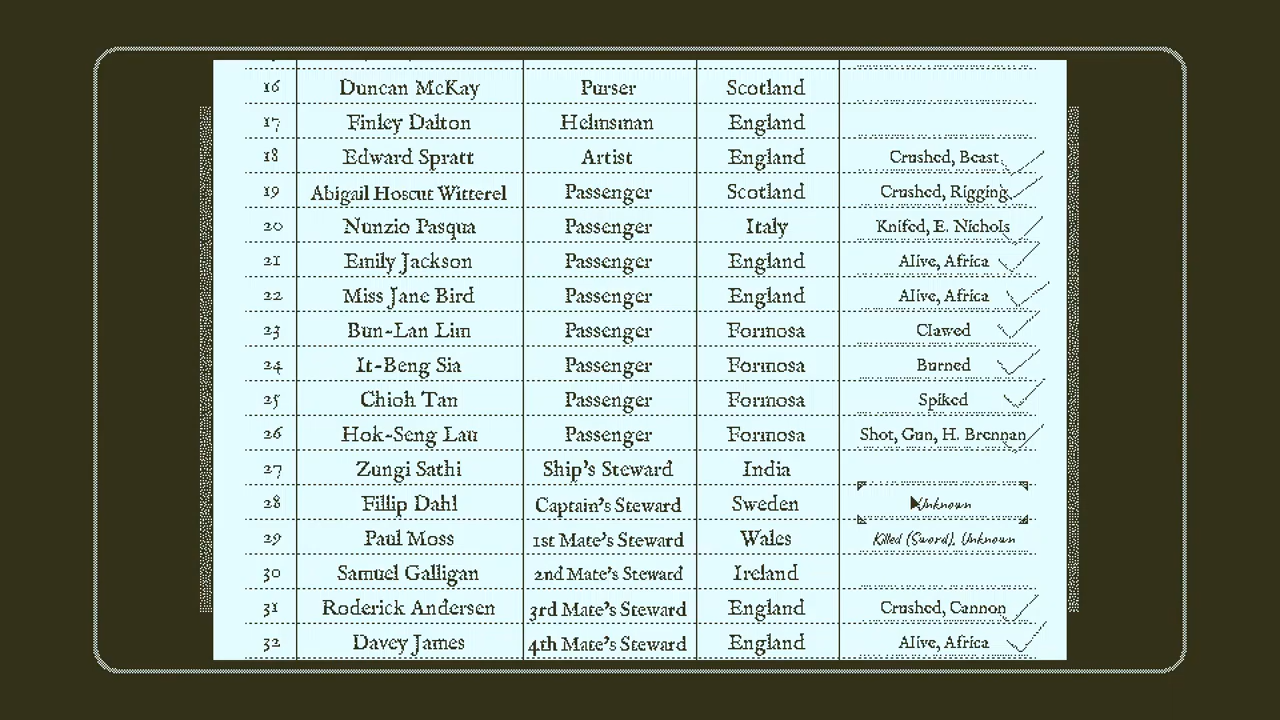 16 Duncan McKay Purser Scotland
17 Finley Dalton Helmsman England
18 Edward Spratt Artist England Crushed, Beast
19 Abigail Hoscut Witterel Passenger Scotland Crushed, Rigging
20 Nunzio Pasqua Passenger Italy Knifed, E. Nichols
21 Emily Jackson Passenger England Alive, Africa
22 Miss Jane Bird Passenger England Alive, Africa
23 Bun-Lan Lim Passenger Formosa Clawed
24 It-Beng Sia Passenger Formosa Burned
25 Chioh Tan Passenger Formosa Spiked
26 Hok-Seng Lau Passenger Formosa Shot, Gun, H. Brennan
27 Zungi Sathi Ship's Steward India
28 Fillip Dahl Captain's Steward Sweden Unknown
29 Paul Moss 1st Mate's Steward Wales Killed (Sword), Unknown
30 Samuel Galligan 2nd Mate's Steward Ireland
31 Roderick Andersen 3rd Mate's Steward England Crushed, Cannon
32 Davey James 4th Mate's Steward England Alive, Africa